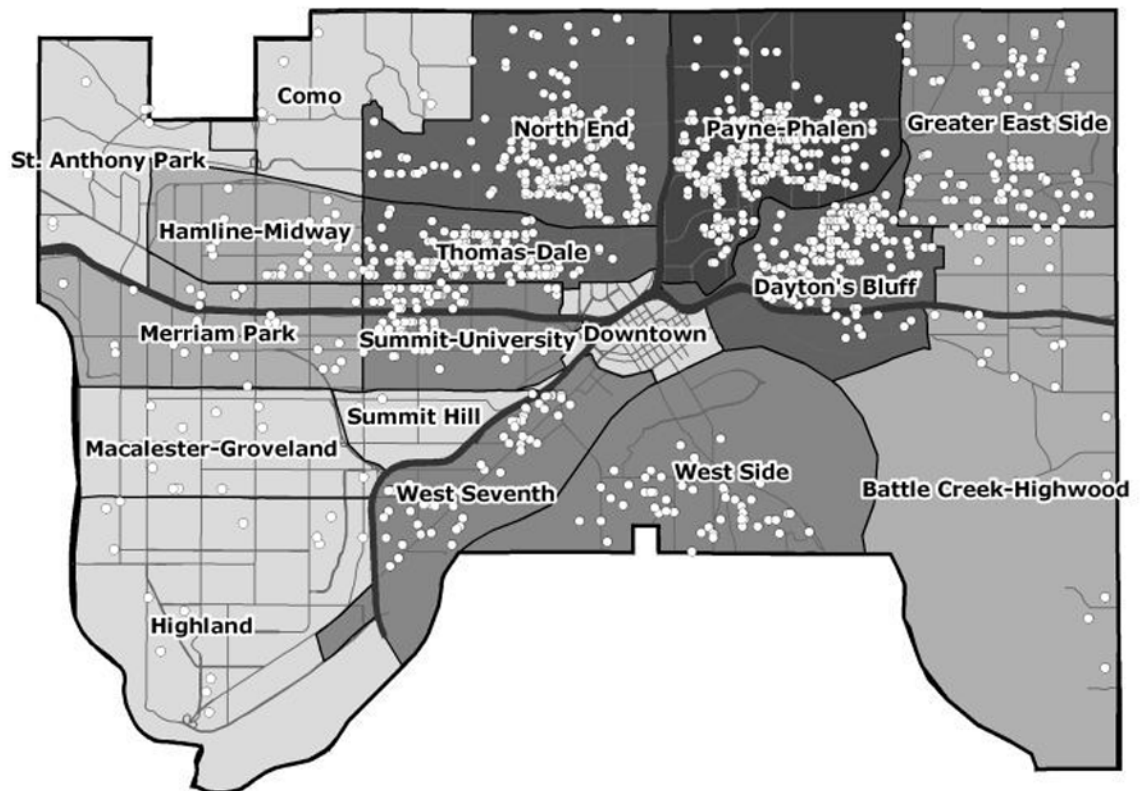 Como
North End
Payne-Phalen
Greater East Side
St. Anthony Park
Hamline-Midway
Thomas-Dale
Dayton's Bluff
Merriam Park
Summit-University
Downtown
Summit Hill
Macalester-Groveland
West Side
West Seventh
Battle Creek-Highwood
Highland